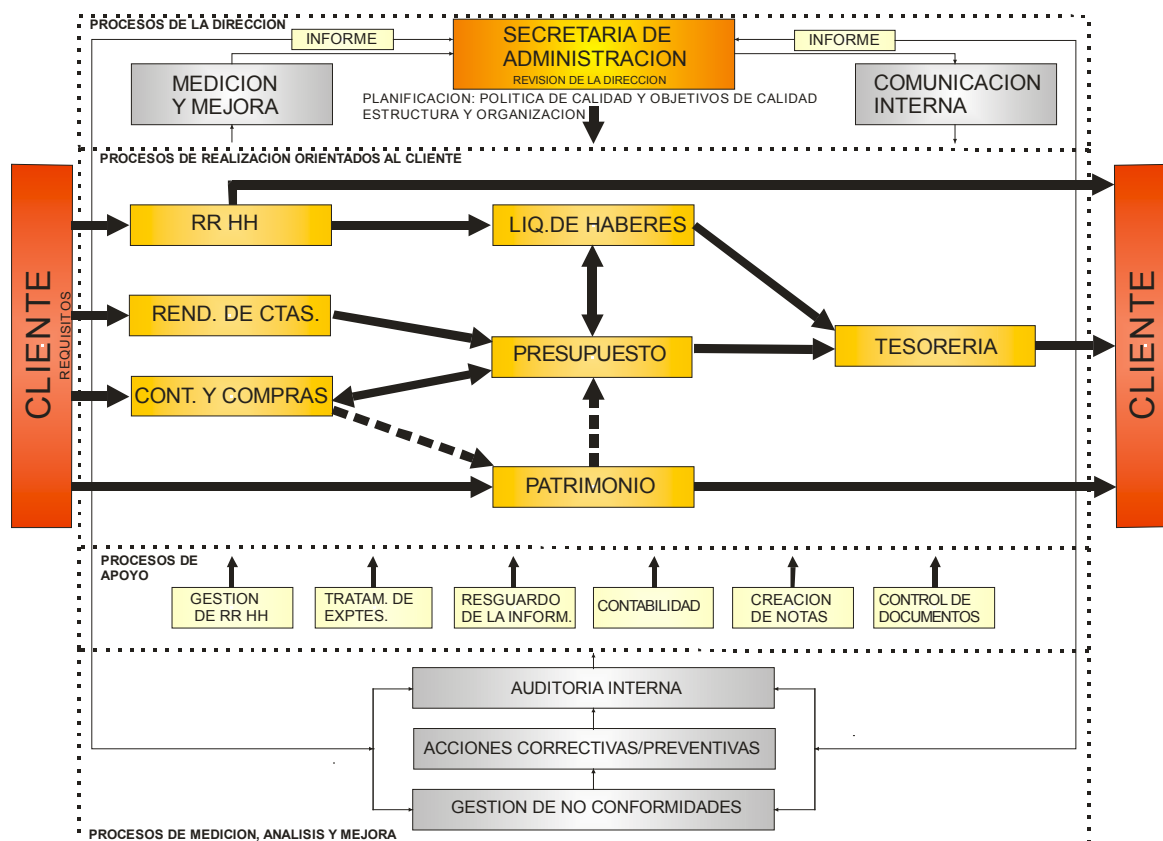 PROCESOS DE LA DIRECCION
INFORME
SECRETARIA DE
ADMINISTRACION
REVISION DE LA DIRECCION
INFORME
MEDICION
Y MEJORA
COMUNICACION
INTERNA
PLANIFICACION: POLITICA DE CALIDAD Y OBJETIVOS DE CALIDAD
ESTRUCTURA Y ORGANIZACION
PROCESOS DE REALIZACION ORIENTADOS AL CLIENTE
CLIENTE
REQUISITOS
RR HH
LIQ.DE HABERES
REND. DE CTAS.
PRESUPUESTO
TESORERIA
CONT. Y COMPRAS
PATRIMONIO
CLIENTE
PROCESOS DE
APOYO
GESTION
DE RR HH
TRATAM. DE
EXPTES.
RESGUARDO
DE LA INFORM.
CONTABILIDAD
CREACION
DE NOTAS
CONTROL DE
DOCUMENTOS
AUDITORIA INTERNA
ACCIONES CORRECTIVAS/PREVENTIVAS
GESTION DE NO CONFORMIDADES
PROCESOS DE MEDICION, ANALISIS Y MEJORA